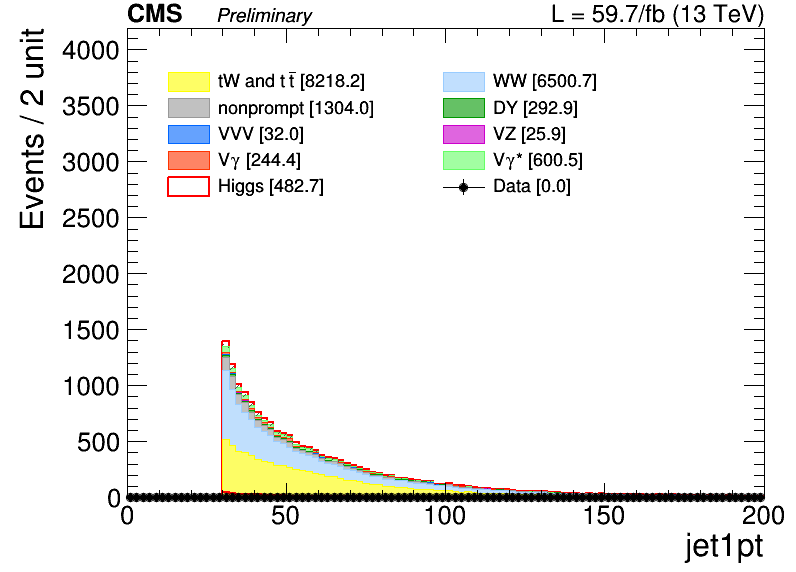 CMS Preliminary L = 59.7/fb (13 TeV)
Events / 2 unit
4000
3500
3000
2500
2000
1500
1000
500
0
tW and t t̅ [8218.2] WW [6500.7]
nonprompt [1304.0] DY [292.9]
VVV [32.0] VZ [25.9]
Vγ [244.4] Vγ* [600.5]
Higgs [482.7] Data [0.0]
0 50 100 150 200
jet1pt